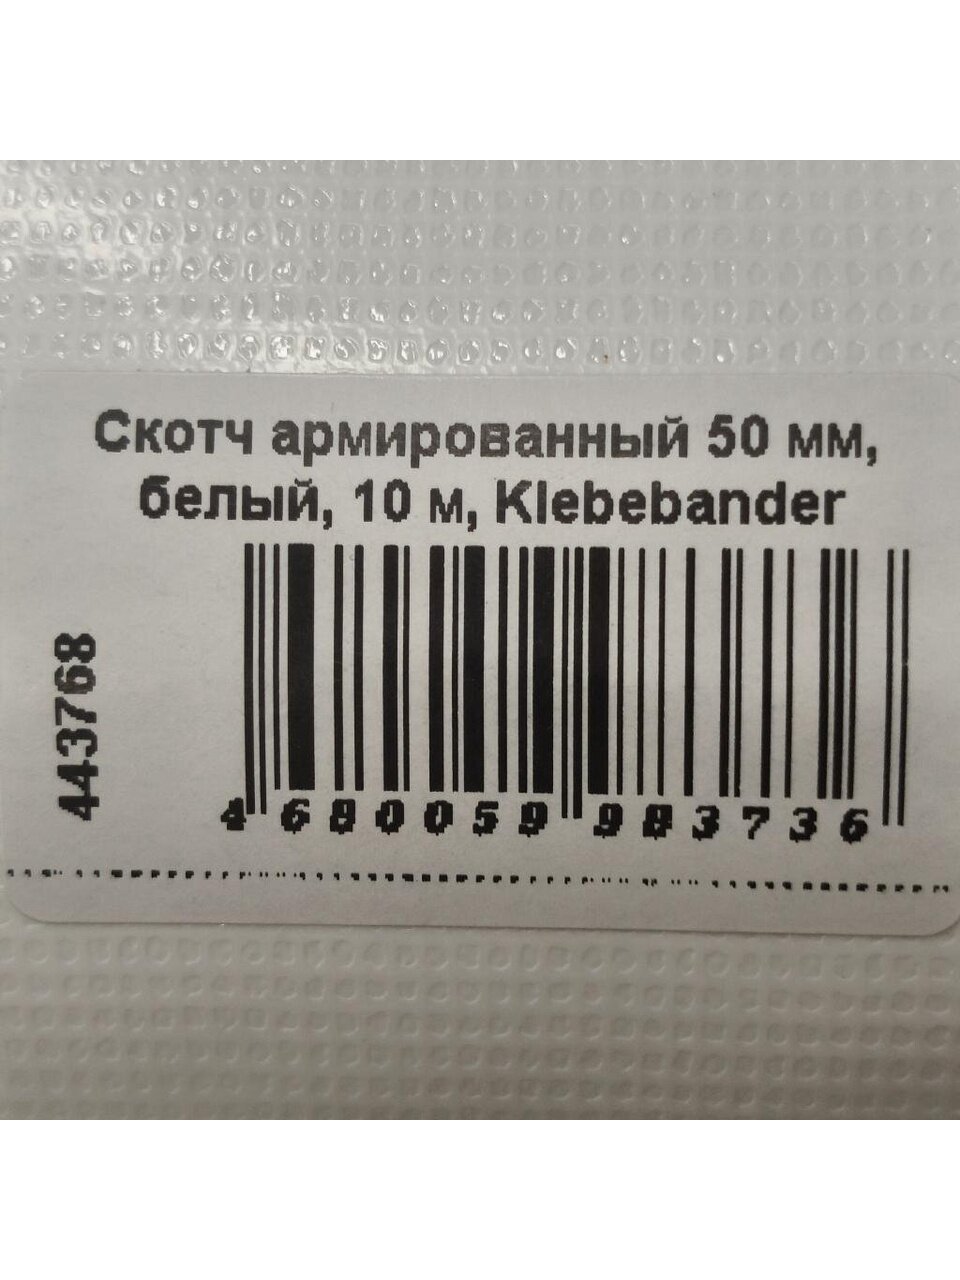 Скотч армированный 50 мм,
белый, 10 м, Klebebander
443768
4 680059 983736